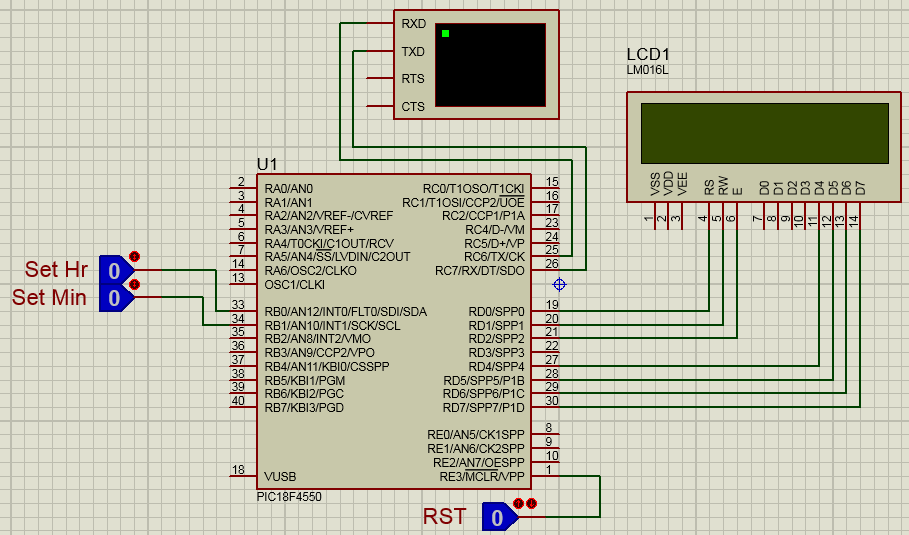 RXD
TXD
RTS
CTS
LCD1
LM016L
VSS
VDD
VEE
RS
RW
E
D0
D1
D2
D3
D4
D5
D6
D7
1
2
3
4
5
6
7
8
9
10
11
12
13
14
U1
2 RA0/AN0 RC0/T1OSO/T1CKI 15
3 RA1/AN1 RC1/T1OSI/CCP2/UOE 16
4 RA2/AN2/VREF-/CVREF RC2/CCP1/P1A 17
5 RA3/AN3/VREF+ RC4/D-/VM 23
6 RA4/T0CKI/C1OUT/RCV RC5/D+/VP 24
7 RA5/AN4/SS/LVDIN/C2OUT RC6/TX/CK 25
14 RA6/OSC2/CLKO RC7/RX/DT/SDO 26
13 OSC1/CLKI
Set Hr 0
Set Min 0
33 RB0/AN12/INT0/FLT0/SDI/SDA RD0/SPP0 19
34 RB1/AN10/INT1/SCK/SCL RD1/SPP1 20
35 RB2/AN8/INT2/VMO RD2/SPP2 21
36 RB3/AN9/CCP2/VPO RD3/SPP3 22
37 RB4/AN11/KBI0/CSSPP RD4/SPP4 27
38 RB5/KBI1/PGM RD5/SPP5/P1B 28
39 RB6/KBI2/PGC RD6/SPP6/P1C 29
40 RB7/KBI3/PGD RD7/SPP7/P1D 30
RE0/AN5/CK1SPP 8
RE1/AN6/CK2SPP 9
RE2/AN7/OESPP 10
18 VUSB RE3/MCLR/VPP 1
PIC18F4550
RST 0